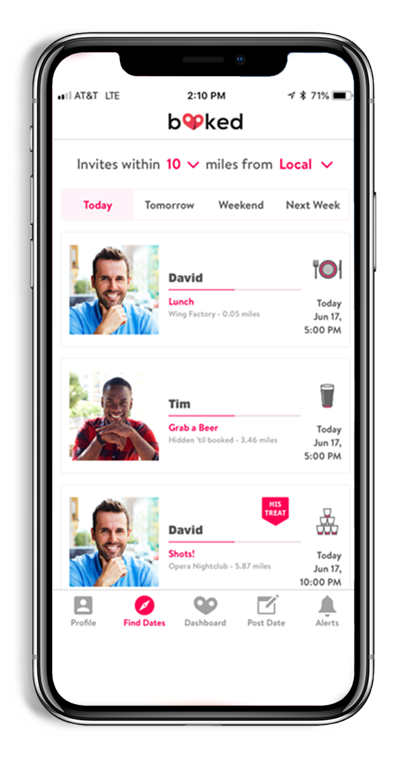 AT&T LTE 2:10 PM 71%
booked
Invites within 10 miles from Local
Today Tomorrow Weekend Next Week
David
Lunch
Wing Factory - 0.05 miles
Today
Jun 17,
5:00 PM
Tim
Grab a Beer
Hidden 'til booked - 3.46 miles
Today
Jun 17,
5:00 PM
HIS
TREAT
David
Shots!
Opera Nightclub - 5.87 miles
Today
Jun 17,
10:00 PM
Profile Find Dates Dashboard Post Date Alerts